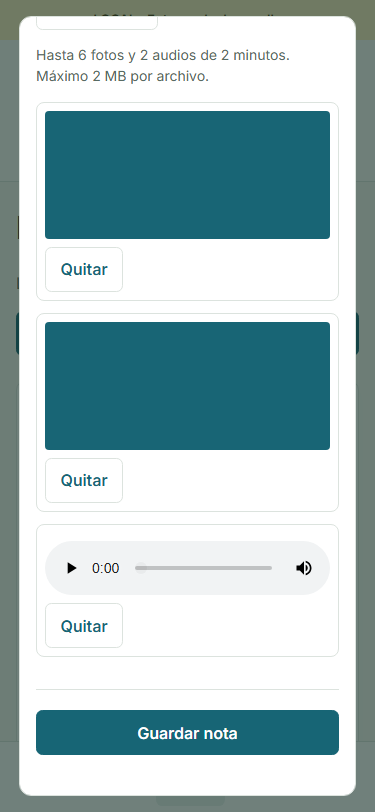 Hasta 6 fotos y 2 audios de 2 minutos.
Máximo 2 MB por archivo.
Quitar
Quitar
0:00
Quitar
Guardar nota